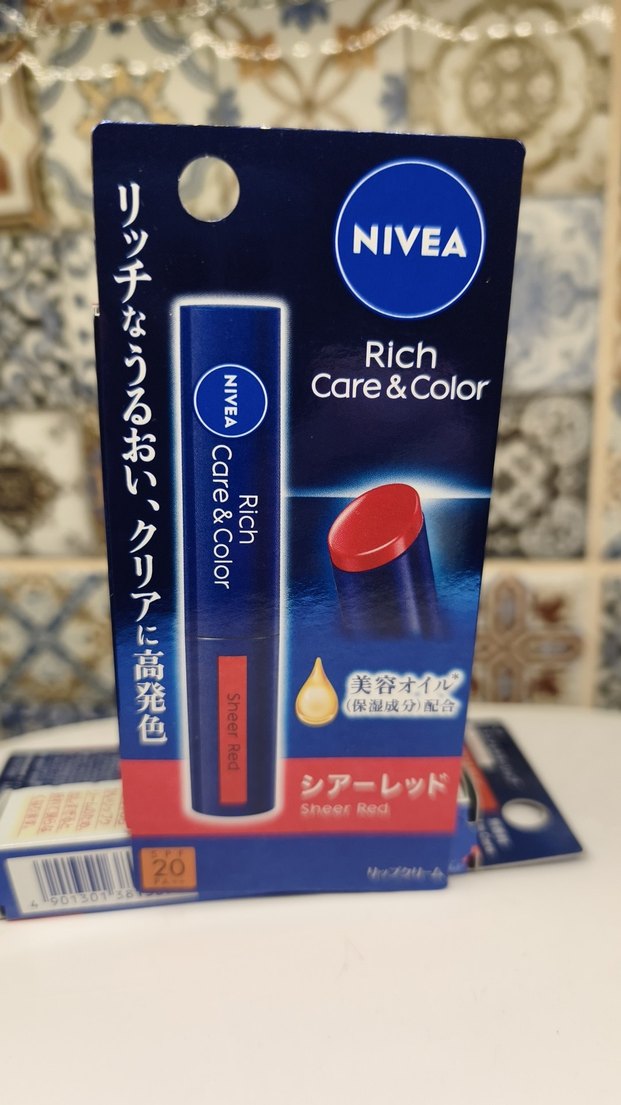 リッチなうるおい、クリアに高発色
NIVEA
Rich
Care & Color
NIVEA
Rich
Care & Color
Sheer Red
美容オイル*
(保湿成分)配合
シアーレッド
Sheer Red
SPF
20
PA++
リップクリーム